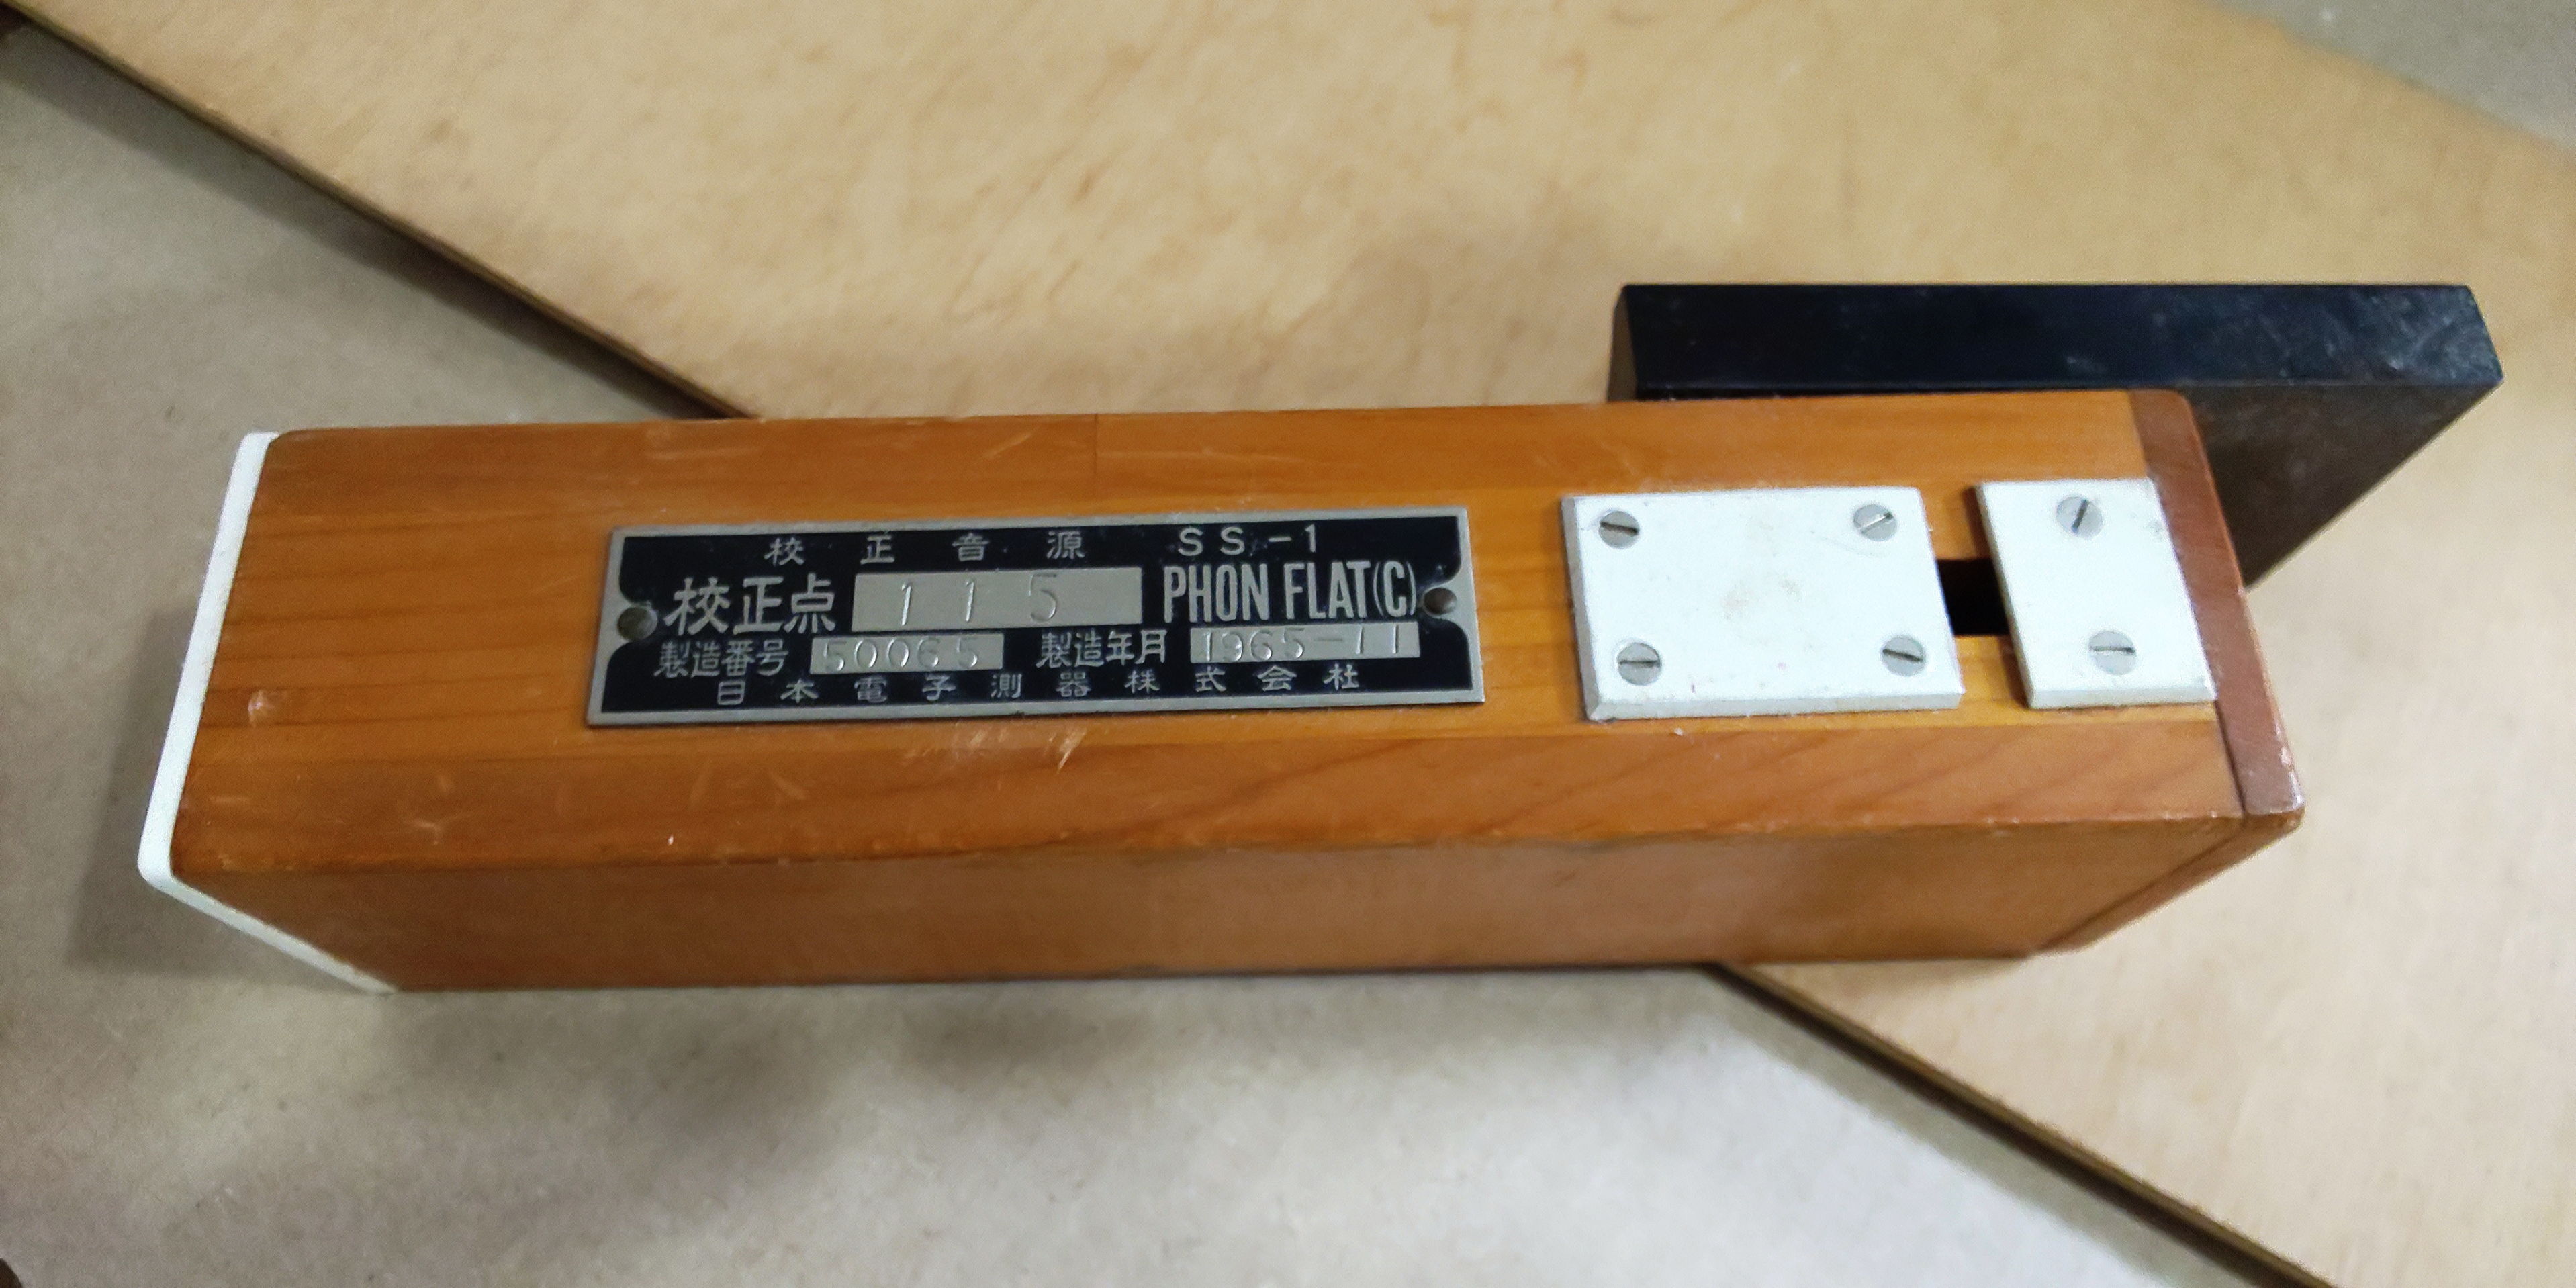 校正音源 SS-1
校正点 115 PHON FLAT(C)
製造番号 50065 製造年月 1965-11
日本電子測器株式会社